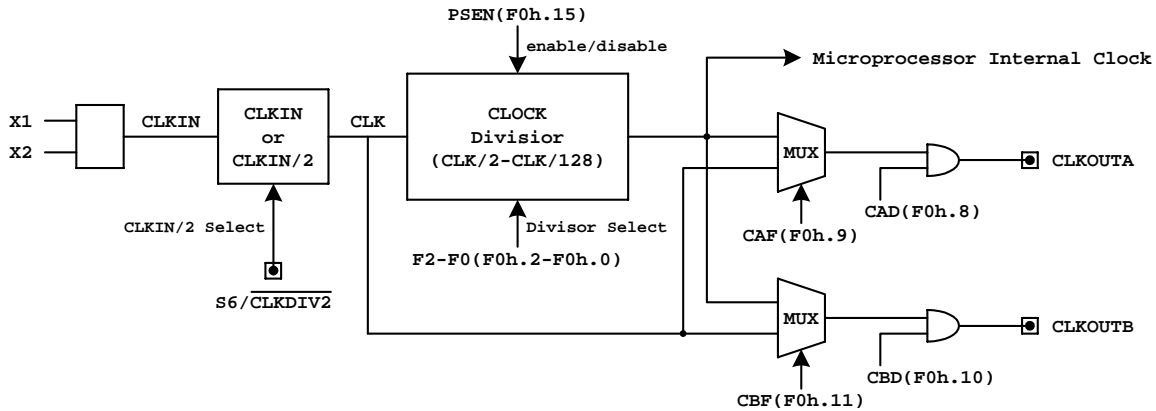 PSEN(F0h.15)
enable/disable
Microprocessor Internal Clock
X1
X2
CLKIN
CLKIN
or
CLKIN/2
CLK
CLOCK
Divisior
(CLK/2-CLK/128)
MUX
CLKOUTA
CAD(F0h.8)
CAF(F0h.9)
CLKIN/2 Select
Divisor Select
F2-F0(F0h.2-F0h.0)
S6/CLKDIV2
MUX
CLKOUTB
CBD(F0h.10)
CBF(F0h.11)